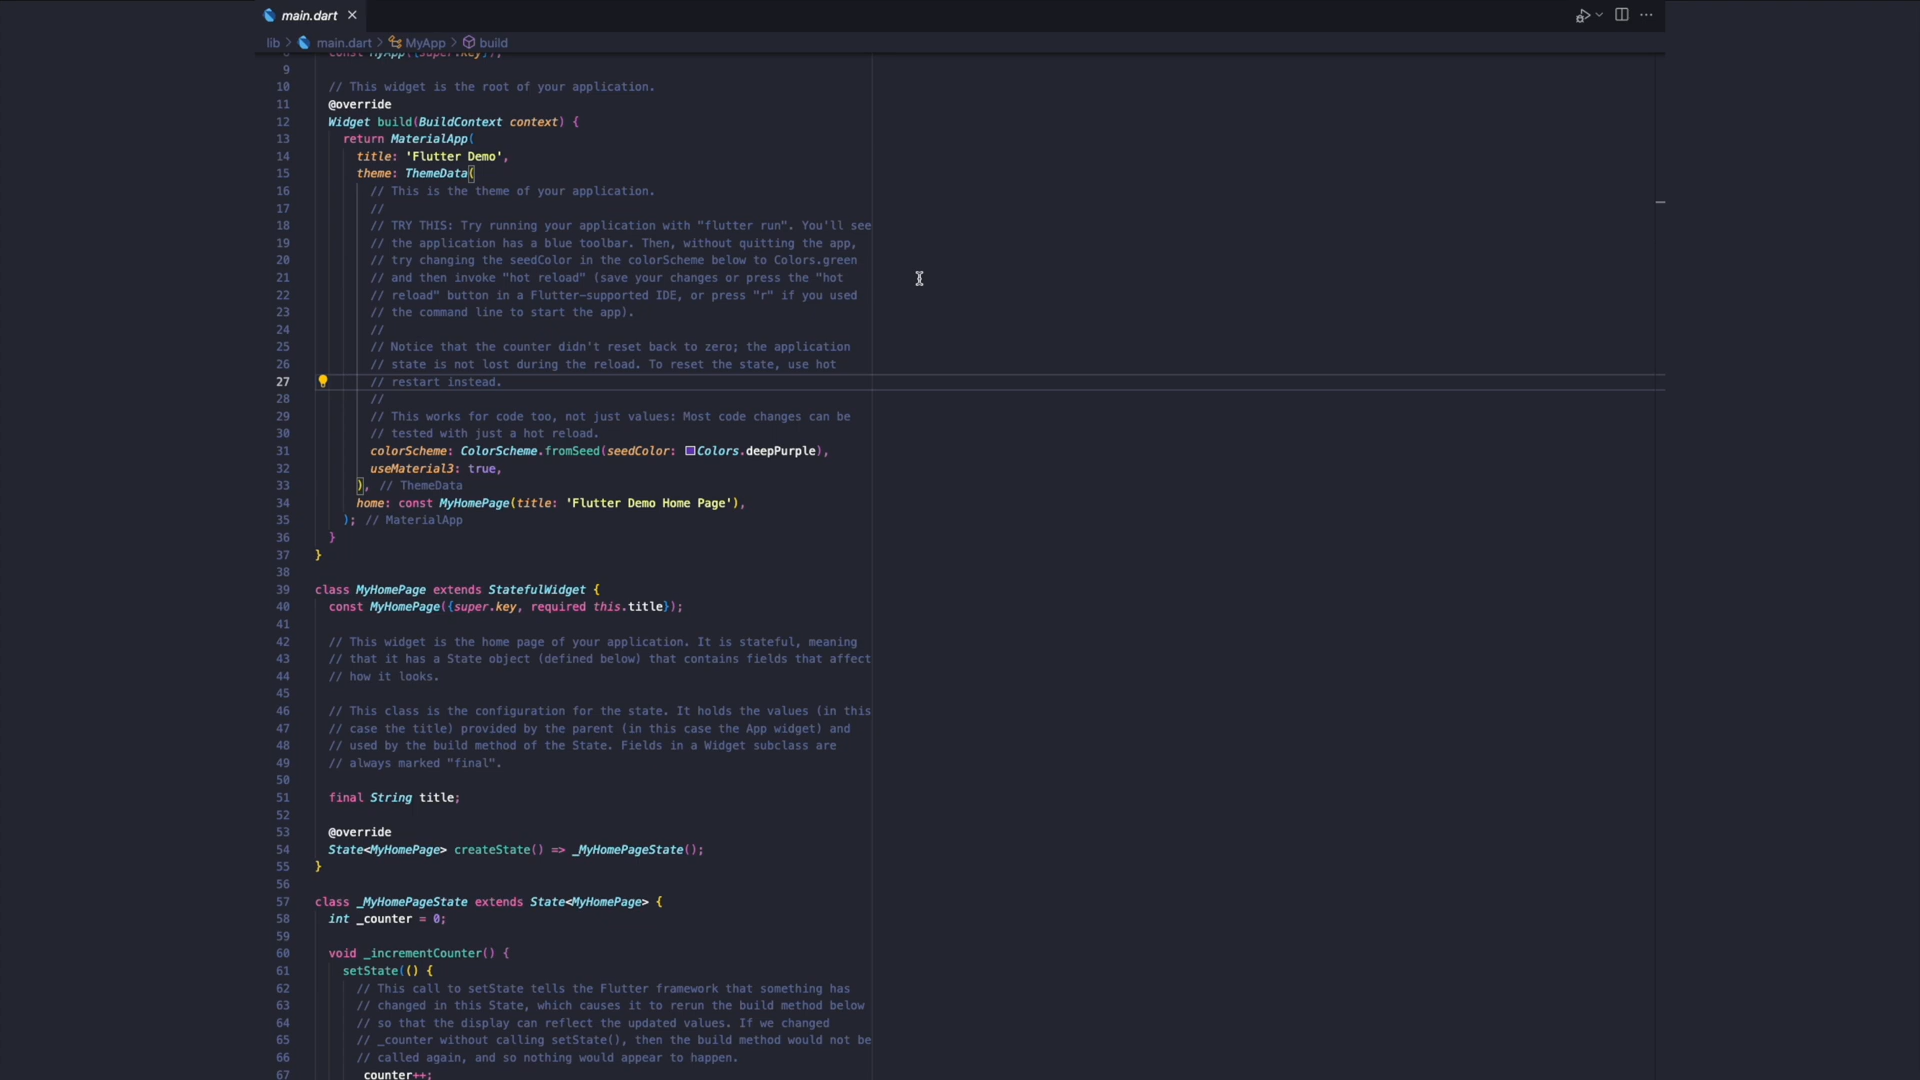 main.dart
lib > main.dart > MyApp > build
8 const MyApp({super.key});
9
10 // This widget is the root of your application.
11 @override
12 Widget build(BuildContext context) {
13 return MaterialApp(
14 title: 'Flutter Demo',
15 theme: ThemeData(
16 // This is the theme of your application.
17 //
18 // TRY THIS: Try running your application with "flutter run". You'll see
19 // the application has a blue toolbar. Then, without quitting the app,
20 // try changing the seedColor in the colorScheme below to Colors.green
21 // and then invoke "hot reload" (save your changes or press the "hot
22 // reload" button in a Flutter-supported IDE, or press "r" if you used
23 // the command line to start the app).
24 //
25 // Notice that the counter didn't reset back to zero; the application
26 // state is not lost during the reload. To reset the state, use hot
27 // restart instead.
28 //
29 // This works for code too, not just values: Most code changes can be
30 // tested with just a hot reload.
31 colorScheme: ColorScheme.fromSeed(seedColor: Colors.deepPurple),
32 useMaterial3: true,
33 ), // ThemeData
34 home: const MyHomePage(title: 'Flutter Demo Home Page'),
35 ); // MaterialApp
36 }
37 }
38
39 class MyHomePage extends StatefulWidget {
40 const MyHomePage({super.key, required this.title});
41
42 // This widget is the home page of your application. It is stateful, meaning
43 // that it has a State object (defined below) that contains fields that affect
44 // how it looks.
45
46 // This class is the configuration for the state. It holds the values (in this
47 // case the title) provided by the parent (in this case the App widget) and
48 // used by the build method of the State. Fields in a Widget subclass are
49 // always marked "final".
50
51 final String title;
52
53 @override
54 State<MyHomePage> createState() => _MyHomePageState();
55 }
56
57 class _MyHomePageState extends State<MyHomePage> {
58 int _counter = 0;
59
60 void _incrementCounter() {
61 setState(() {
62 // This call to setState tells the Flutter framework that something has
63 // changed in this State, which causes it to rerun the build method below
64 // so that the display can reflect the updated values. If we changed
65 // _counter without calling setState(), then the build method would not be
66 // called again, and so nothing would appear to happen.
67 _counter++;